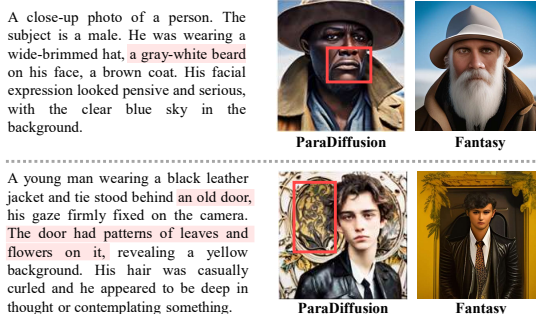 A close-up photo of a person. The
subject is a male. He was wearing a
wide-brimmed hat, a gray-white beard
on his face, a brown coat. His facial
expression looked pensive and serious,
with the clear blue sky in the
background.
ParaDiffusion
Fantasy
A young man wearing a black leather
jacket and tie stood behind an old door,
his gaze firmly fixed on the camera.
The door had patterns of leaves and
flowers on it, revealing a yellow
background. His hair was casually
curled and he appeared to be deep in
thought or contemplating something.
ParaDiffusion
Fantasy